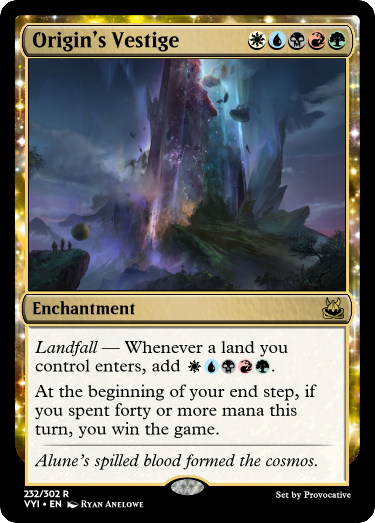 Origin's Vestige
Enchantment
Landfall — Whenever a land you
control enters, add
At the beginning of your end step, if
you spent forty or more mana this
turn, you win the game.
Alune's spilled blood formed the cosmos.
232/302 R
VYI • EN Ryan Anelowe
Set by Provocative